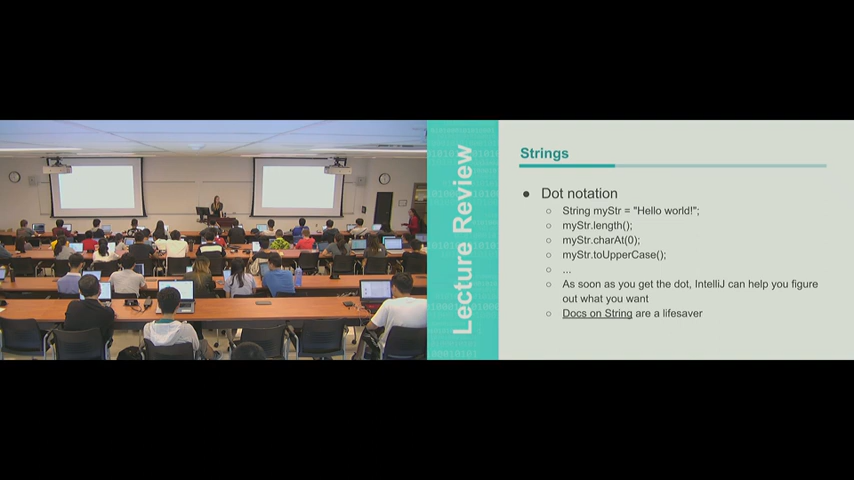 Lecture Review
Strings
● Dot notation
○ String myStr = "Hello world!";
○ myStr.length();
○ myStr.charAt(0);
○ myStr.toUpperCase();
○ ...
○ As soon as you get the dot, IntelliJ can help you figure
out what you want
○ Docs on String are a lifesaver